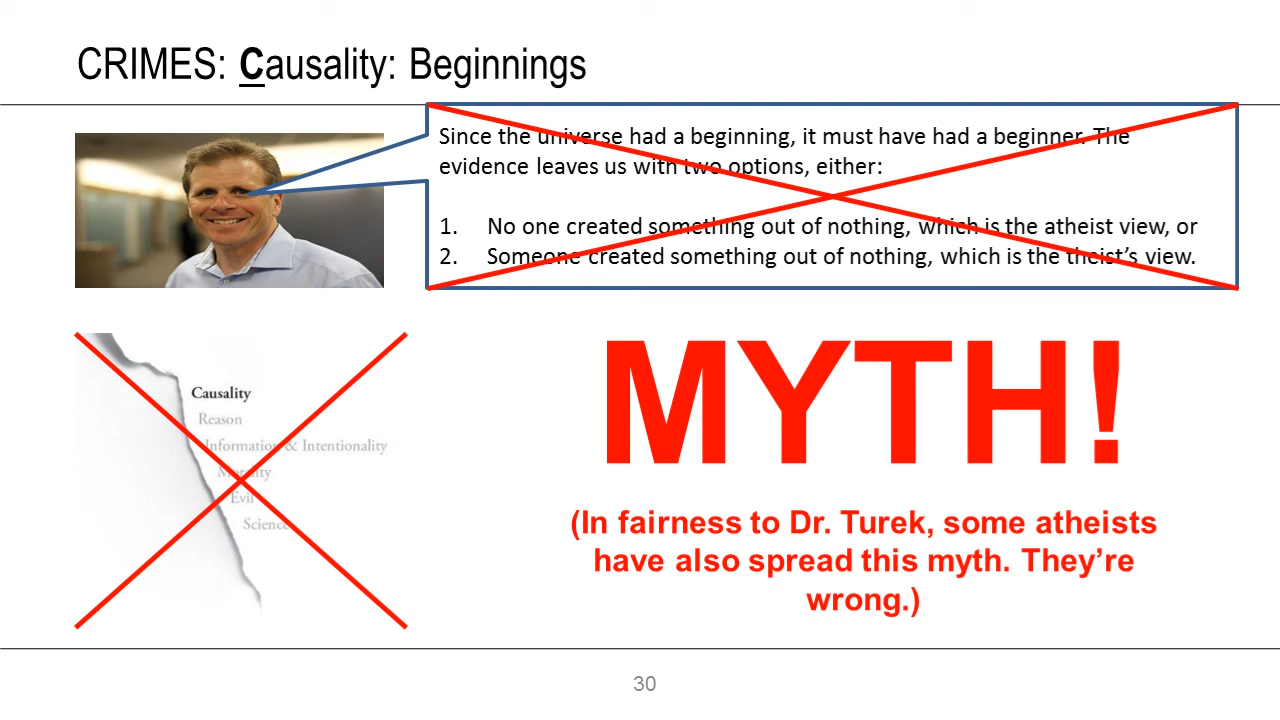 CRIMES: Causality: Beginnings
Since the universe had a beginning, it must have had a beginner. The
evidence leaves us with two options, either:
1. No one created something out of nothing, which is the atheist view, or
2. Someone created something out of nothing, which is the theist’s view.
Causality
Reason
Information & Intentionality
Morality
Evil
Science
MYTH!
(In fairness to Dr. Turek, some atheists
have also spread this myth. They’re
wrong.)
30